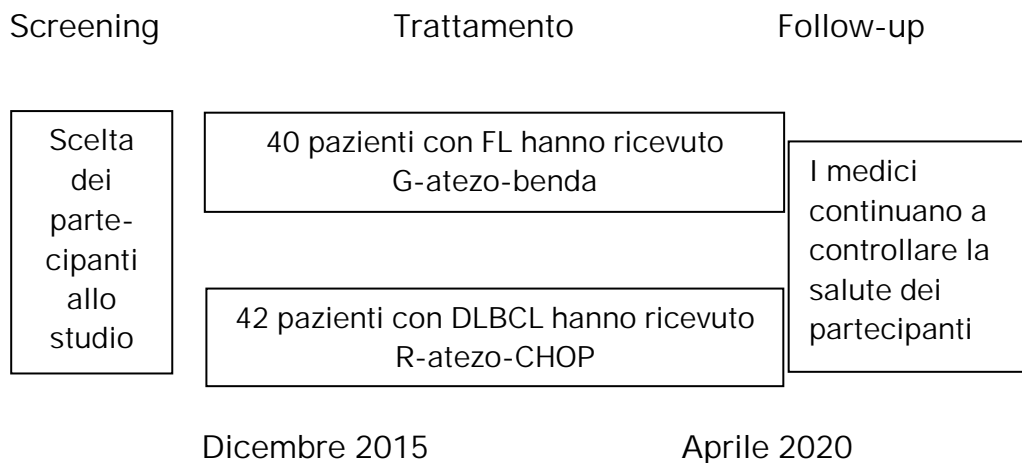 Screening Trattamento Follow-up
Scelta
dei
parte-
cipanti
allo
studio
40 pazienti con FL hanno ricevuto
G-atezo-benda
42 pazienti con DLBCL hanno ricevuto
R-atezo-CHOP
I medici
continuano a
controllare la
salute dei
partecipanti
Dicembre 2015 Aprile 2020